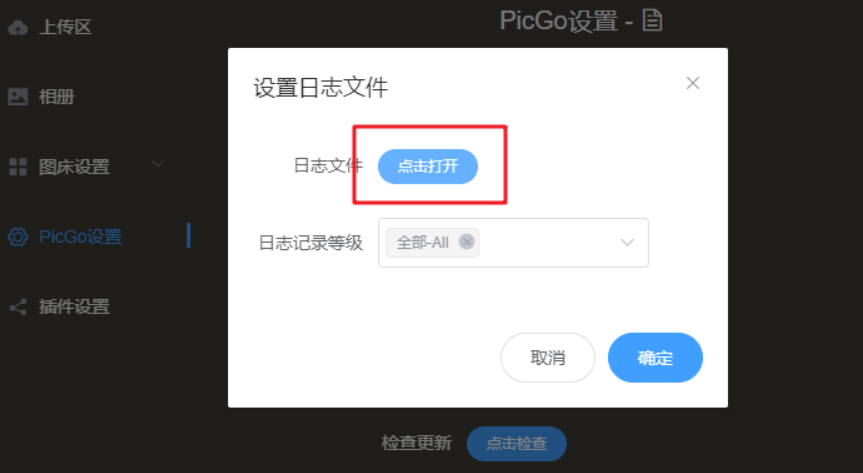 上传区
PicGo设置 -
设置日志文件
相册
日志文件 点击打开
图床设置
PicGo设置
日志记录等级 全部-All
插件设置
取消 确定
检查更新 点击检查